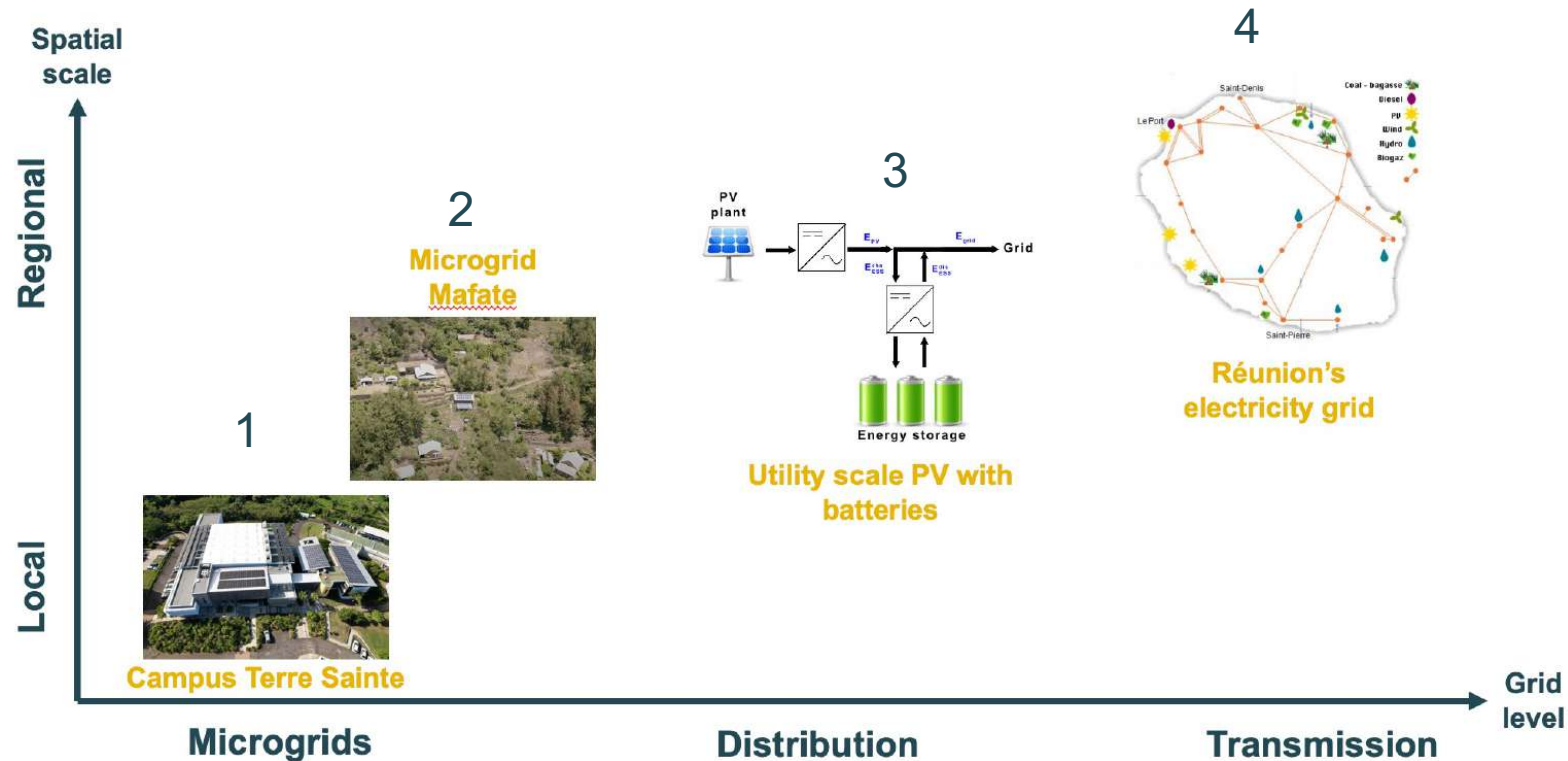 Spatial
scale
Regional
Local
1
Campus Terre Sainte
2
Microgrid
Mafate
3
PV
plant
E_PV
E_grid
Grid
Energy storage
Utility scale PV with
batteries
4
Saint-Denis
Le Port
Saint-Pierre
Coal - bagasse
Diesel
PV
Wind
Hydro
Biogaz
Réunion's
electricity grid
Microgrids
Distribution
Transmission
Grid
level